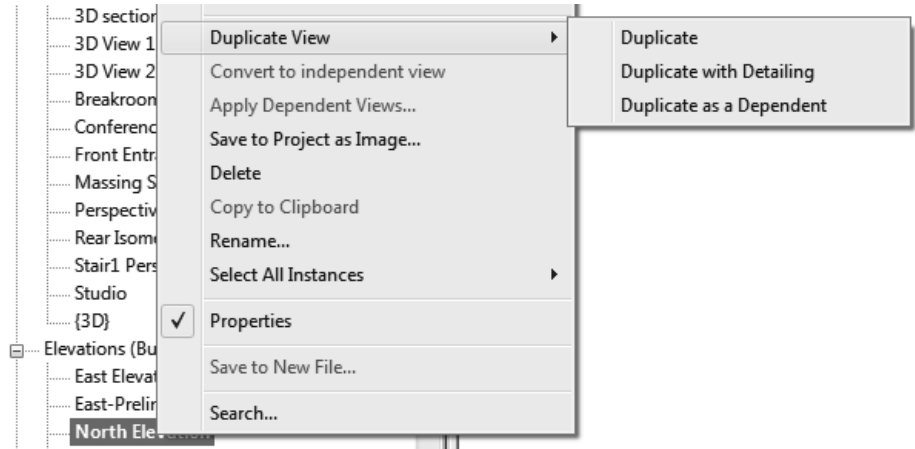 3D section
3D View 1
3D View 2
Breakroom
Conferenc
Front Entr
Massing S
Perspectiv
Rear Isom
Stair1 Pers
Studio
{3D}
Elevations (Bu
East Elevat
East-Prelim
North Elevation
Duplicate View
Convert to independent view
Apply Dependent Views...
Save to Project as Image...
Delete
Copy to Clipboard
Rename...
Select All Instances
Properties
Save to New File...
Search...
Duplicate
Duplicate with Detailing
Duplicate as a Dependent